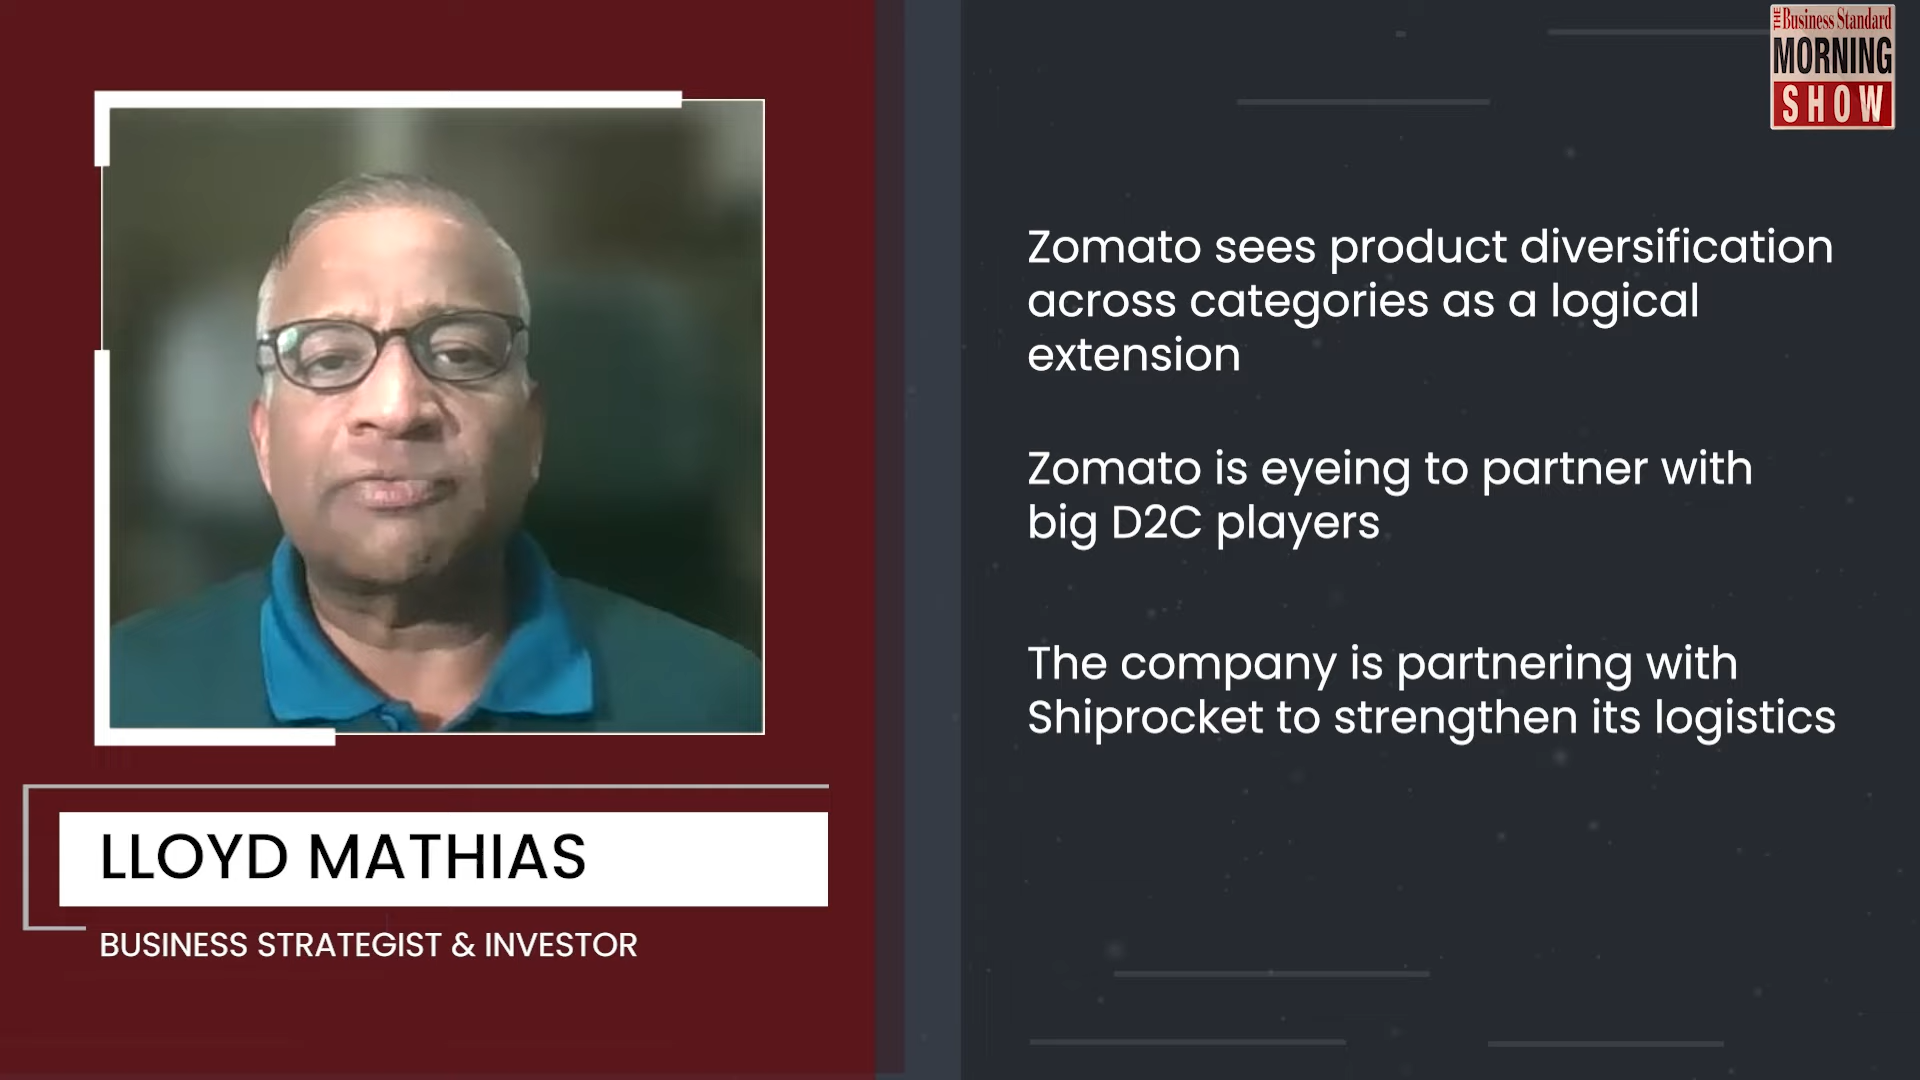 THE Business Standard
MORNING
SHOW
Zomato sees product diversification
across categories as a logical
extension
Zomato is eyeing to partner with
big D2C players
The company is partnering with
Shiprocket to strengthen its logistics
LLOYD MATHIAS
BUSINESS STRATEGIST & INVESTOR